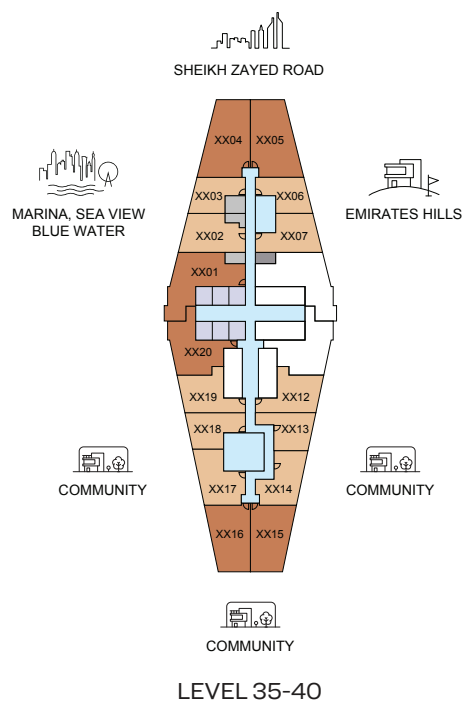 SHEIKH ZAYED ROAD
XX04
XX05
MARINA, SEA VIEW
BLUE WATER
EMIRATES HILLS
XX03
XX06
XX02
XX07
XX01
XX20
XX19
XX12
XX18
XX13
COMMUNITY
COMMUNITY
XX17
XX14
XX16
XX15
COMMUNITY
LEVEL 35-40